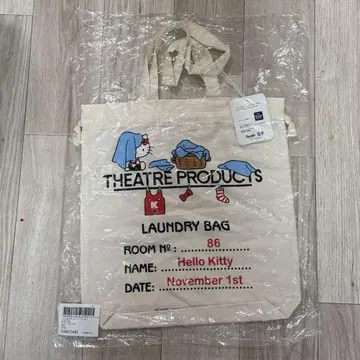 THEATRE PRODUCTS
K
LAUNDRY BAG
ROOM Nº: 86
NAME: Hello Kitty
DATE: November 1st